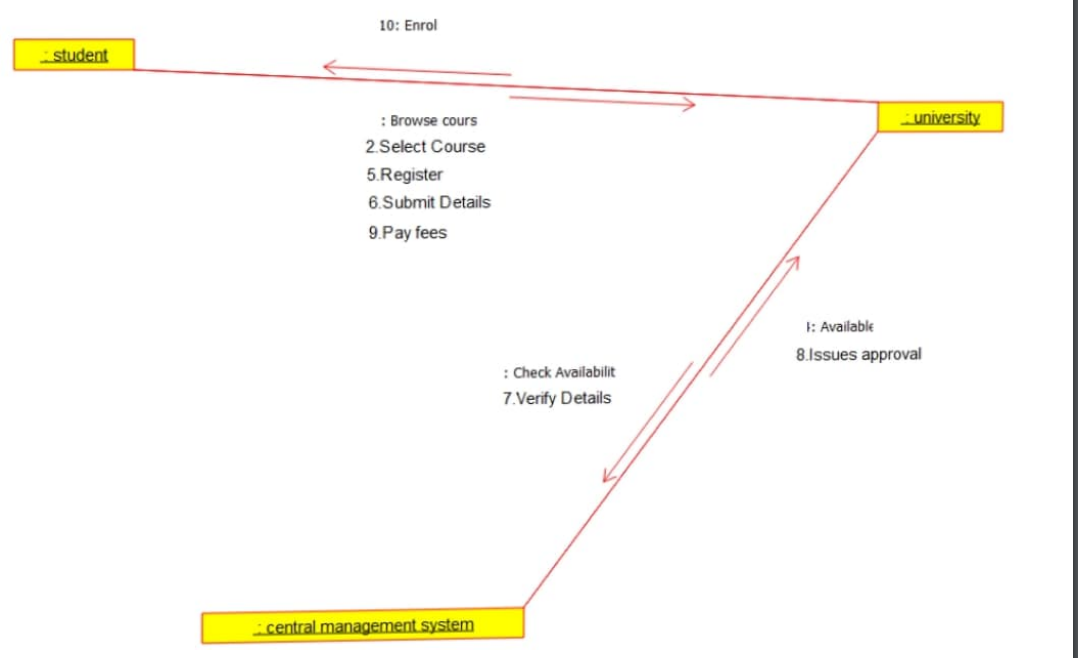 10: Enrol
: student
: university
: Browse cours
2.Select Course
5.Register
6.Submit Details
9.Pay fees
: Available
8.Issues approval
: Check Availabilit
7.Verify Details
: central management system